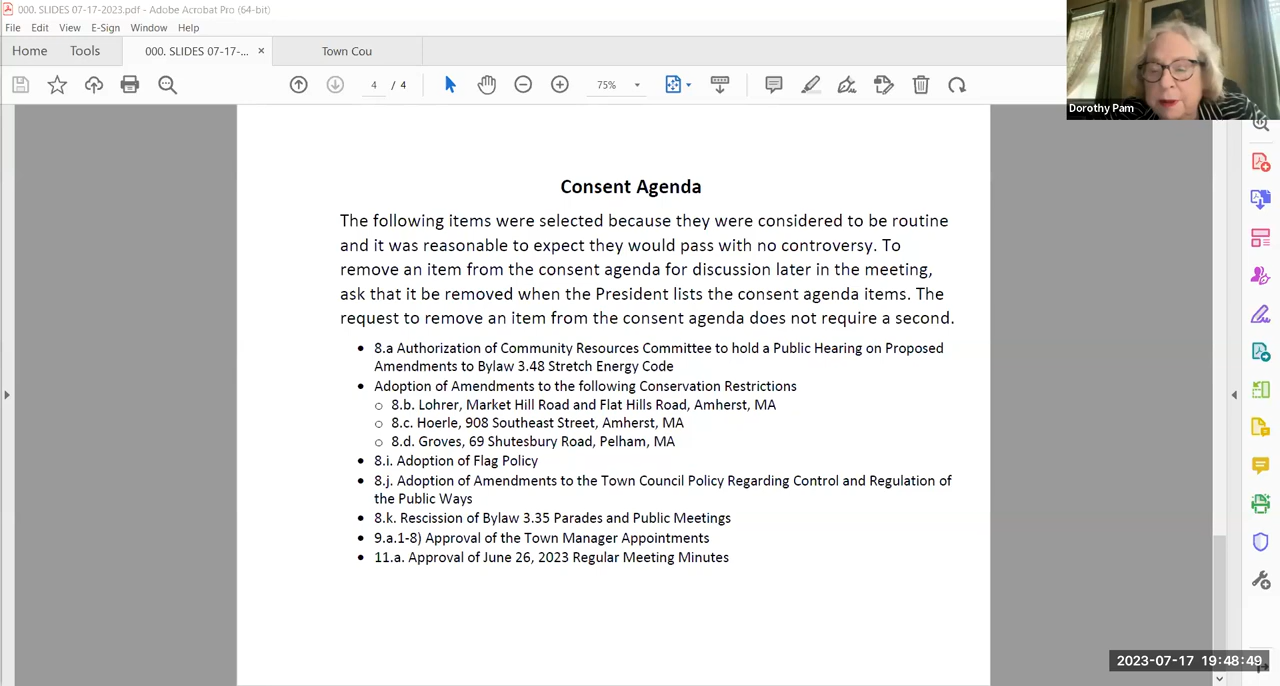 000. SLIDES 07-17-2023.pdf - Adobe Acrobat Pro (64-bit)
File Edit View E-Sign Window Help
Home Tools 000. SLIDES 07-17-... × Town Cou
4 / 4 75%
Dorothy Pam
Consent Agenda
The following items were selected because they were considered to be routine
and it was reasonable to expect they would pass with no controversy. To
remove an item from the consent agenda for discussion later in the meeting,
ask that it be removed when the President lists the consent agenda items. The
request to remove an item from the consent agenda does not require a second.
• 8.a Authorization of Community Resources Committee to hold a Public Hearing on Proposed
Amendments to Bylaw 3.48 Stretch Energy Code
• Adoption of Amendments to the following Conservation Restrictions
○ 8.b. Lohrer, Market Hill Road and Flat Hills Road, Amherst, MA
○ 8.c. Hoerle, 908 Southeast Street, Amherst, MA
○ 8.d. Groves, 69 Shutesbury Road, Pelham, MA
• 8.i. Adoption of Flag Policy
• 8.j. Adoption of Amendments to the Town Council Policy Regarding Control and Regulation of
the Public Ways
• 8.k. Rescission of Bylaw 3.35 Parades and Public Meetings
• 9.a.1-8) Approval of the Town Manager Appointments
• 11.a. Approval of June 26, 2023 Regular Meeting Minutes
2023-07-17 19:48:49